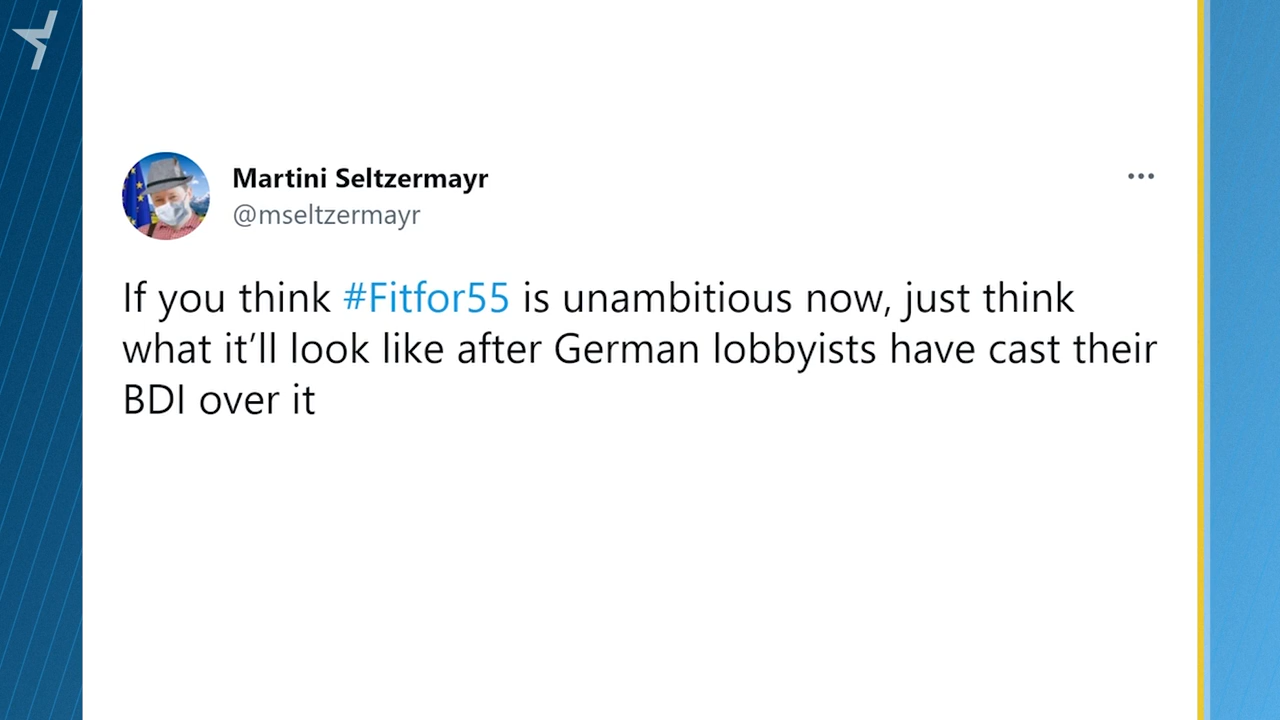 Martini Seltzermayr
@mseltzermayr
If you think #Fitfor55 is unambitious now, just think
what it’ll look like after German lobbyists have cast their
BDI over it